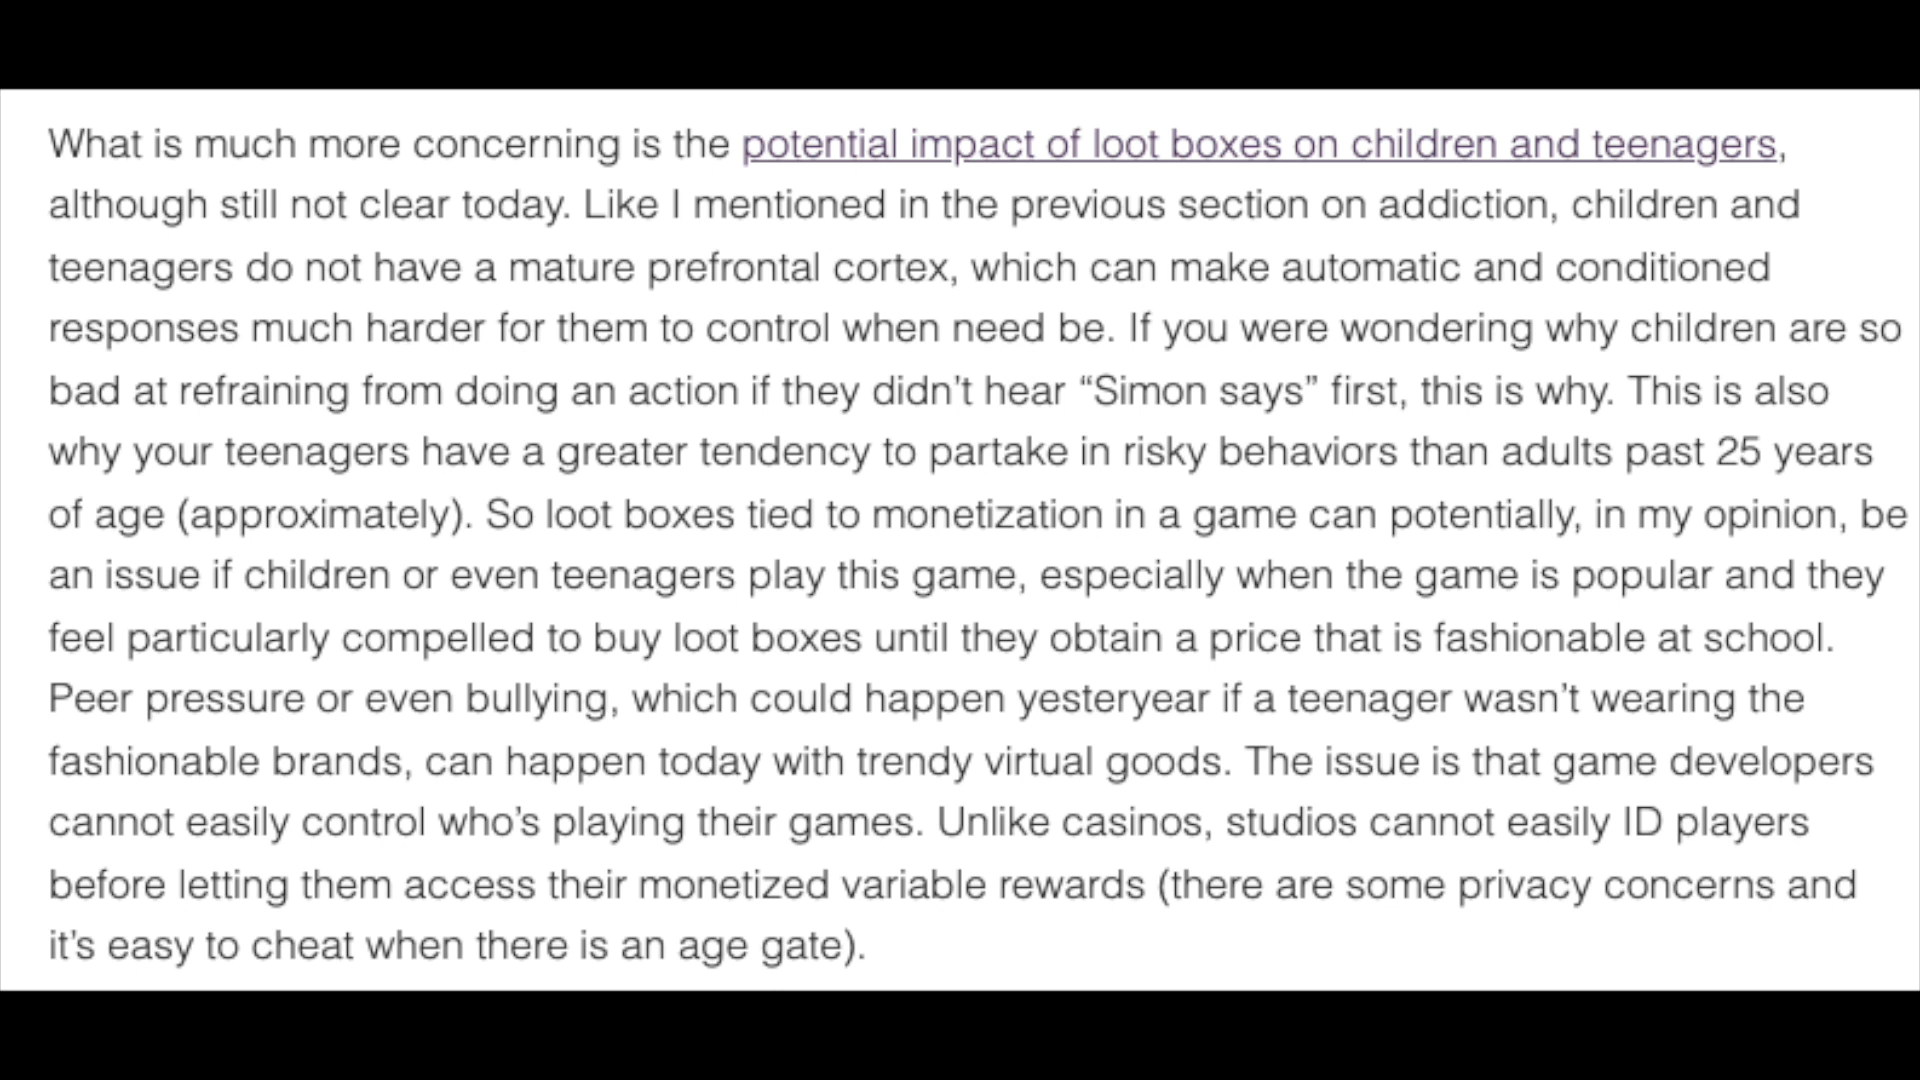 What is much more concerning is the potential impact of loot boxes on children and teenagers,
although still not clear today. Like I mentioned in the previous section on addiction, children and
teenagers do not have a mature prefrontal cortex, which can make automatic and conditioned
responses much harder for them to control when need be. If you were wondering why children are so
bad at refraining from doing an action if they didn’t hear “Simon says” first, this is why. This is also
why your teenagers have a greater tendency to partake in risky behaviors than adults past 25 years
of age (approximately). So loot boxes tied to monetization in a game can potentially, in my opinion, be
an issue if children or even teenagers play this game, especially when the game is popular and they
feel particularly compelled to buy loot boxes until they obtain a price that is fashionable at school.
Peer pressure or even bullying, which could happen yesteryear if a teenager wasn’t wearing the
fashionable brands, can happen today with trendy virtual goods. The issue is that game developers
cannot easily control who’s playing their games. Unlike casinos, studios cannot easily ID players
before letting them access their monetized variable rewards (there are some privacy concerns and
it’s easy to cheat when there is an age gate).